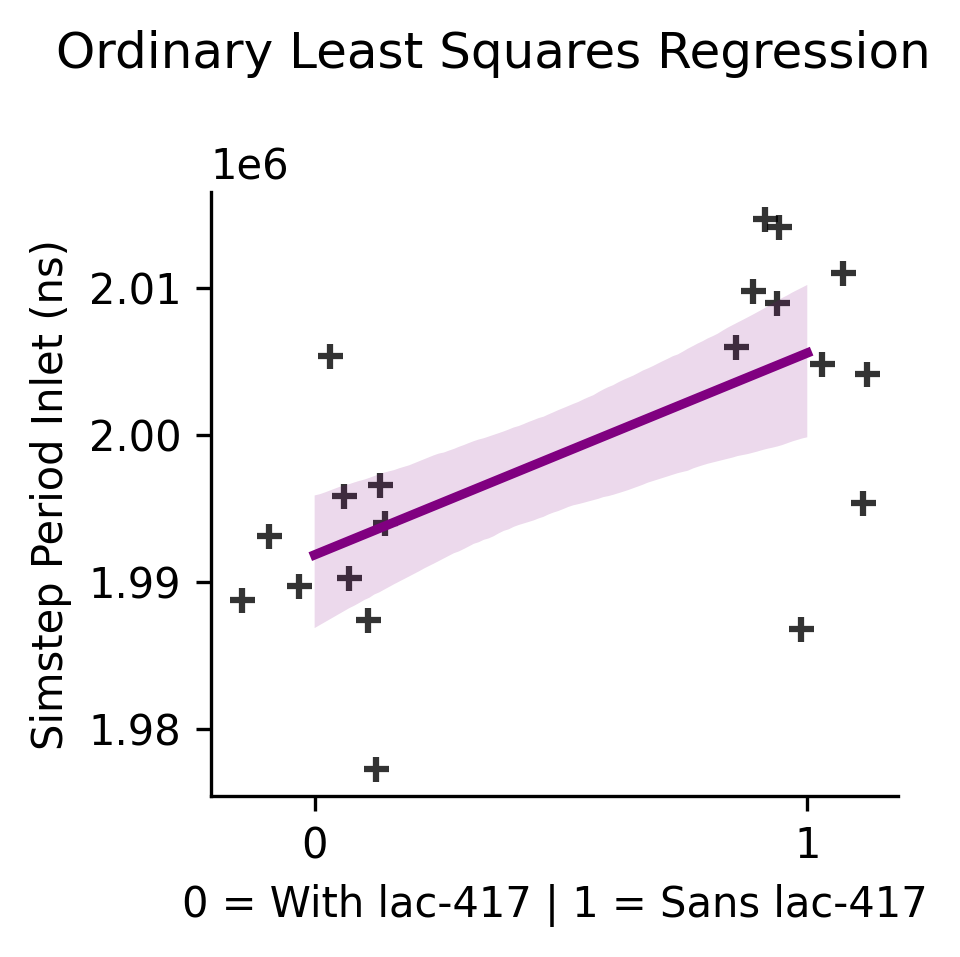 Ordinary Least Squares Regression
1e6
Simstep Period Inlet (ns)
2.01
2.00
1.99
1.98
0 1
0 = With lac-417 | 1 = Sans lac-417